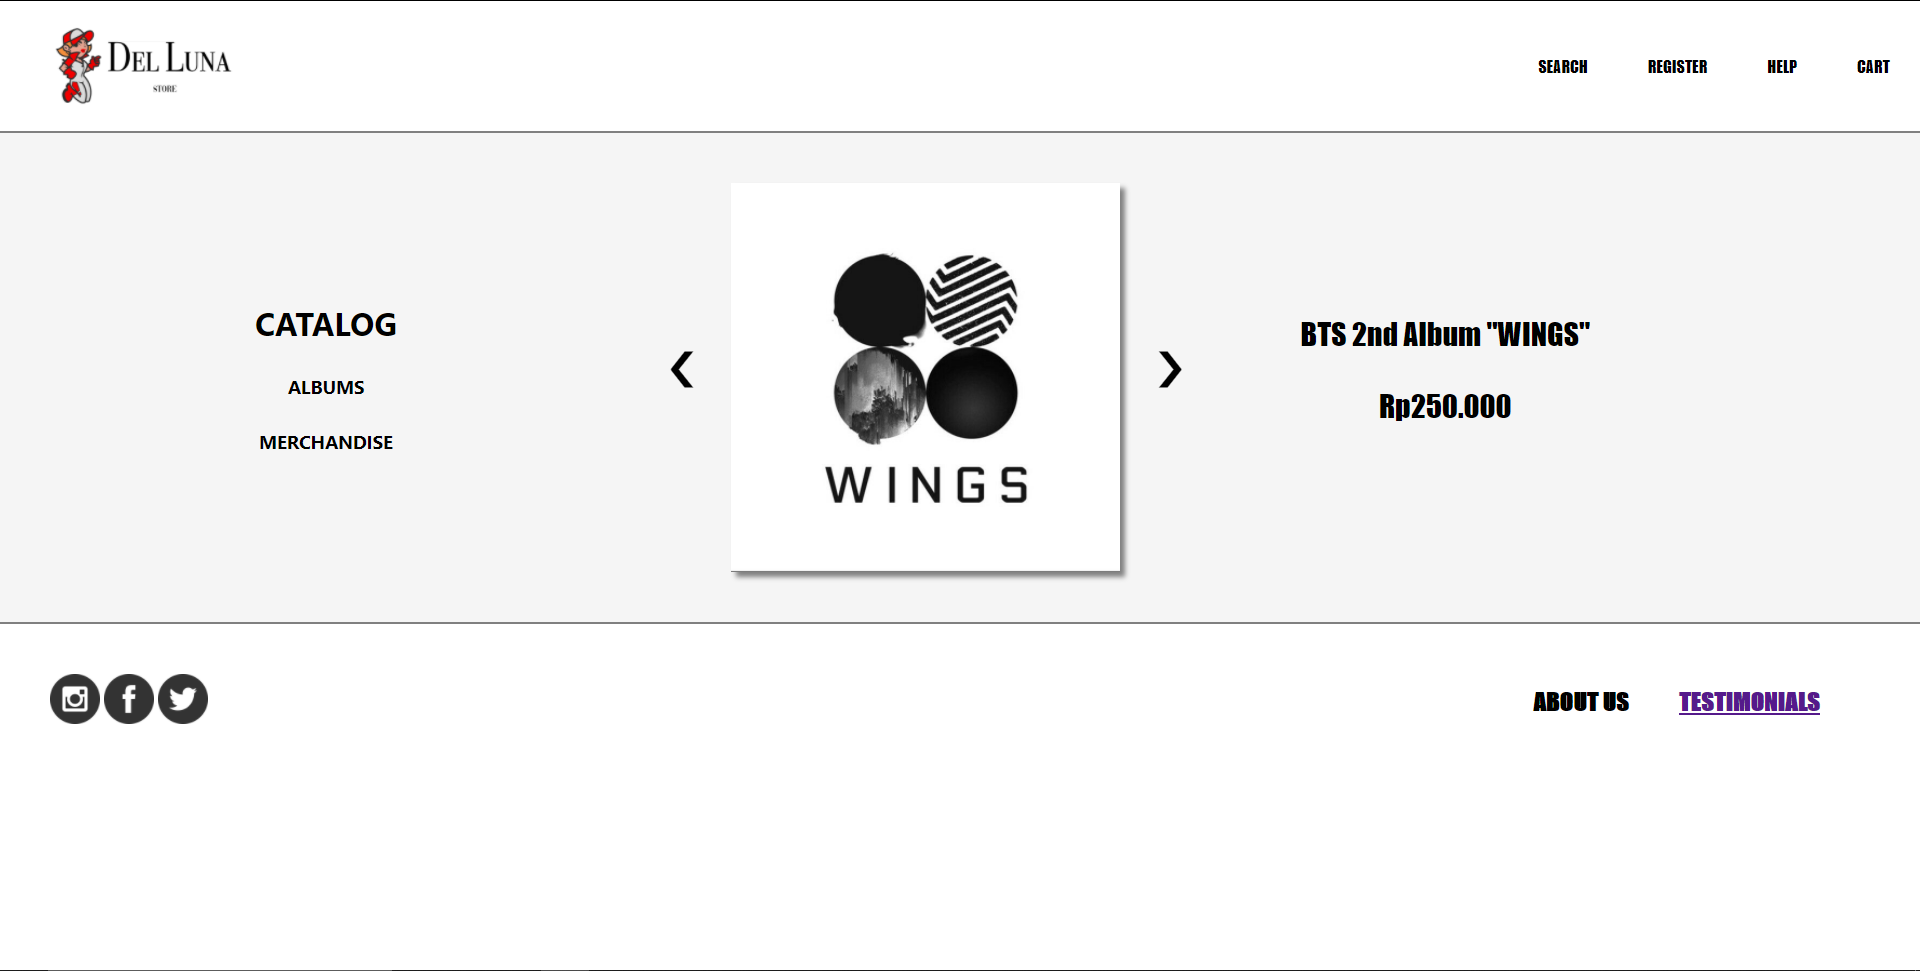 DEL LUNA
STORE
SEARCH
REGISTER
HELP
CART
CATALOG
ALBUMS
MERCHANDISE
WINGS
BTS 2nd Album "WINGS"
Rp250.000
ABOUT US
TESTIMONIALS